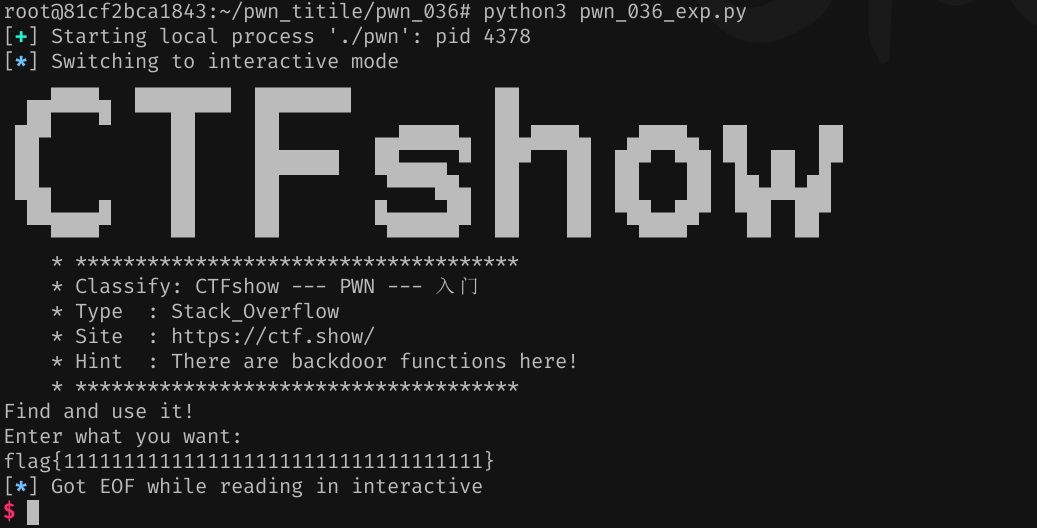 root@81cf2bca1843:~/pwn_titile/pwn_036# python3 pwn_036_exp.py
[+] Starting local process './pwn': pid 4378
[*] Switching to interactive mode
CTFshow
* *************************************
* Classify: CTFshow --- PWN --- 入门
* Type  : Stack_Overflow
* Site  : https://ctf.show/
* Hint  : There are backdoor functions here!
* *************************************
Find and use it!
Enter what you want:
flag{11111111111111111111111111111111111}
[*] Got EOF while reading in interactive
$